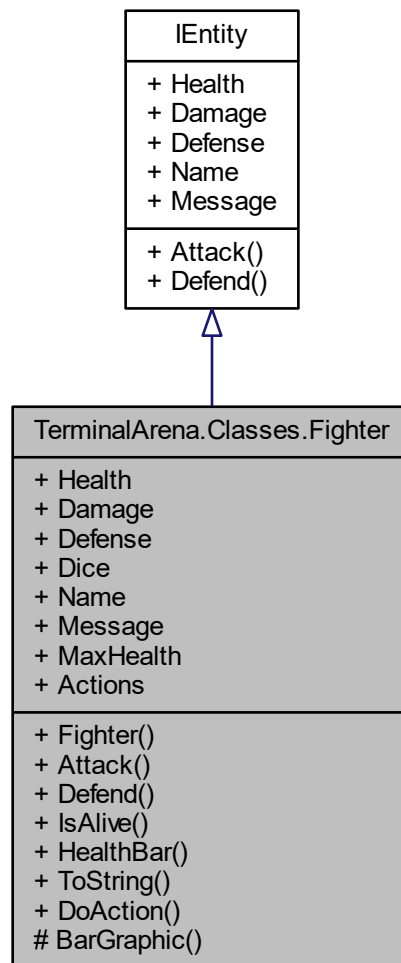 IEntity
+ Health
+ Damage
+ Defense
+ Name
+ Message
+ Attack()
+ Defend()
TerminalArena.Classes.Fighter
+ Health
+ Damage
+ Defense
+ Dice
+ Name
+ Message
+ MaxHealth
+ Actions
+ Fighter()
+ Attack()
+ Defend()
+ IsAlive()
+ HealthBar()
+ ToString()
+ DoAction()
# BarGraphic()